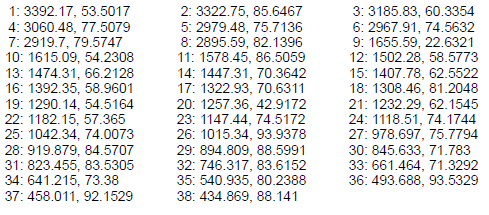 1: 3392.17, 53.5017 2: 3322.75, 85.6467 3: 3185.83, 60.3354
4: 3060.48, 77.5079 5: 2979.48, 75.7136 6: 2967.91, 74.5632
7: 2919.7, 79.5747 8: 2895.59, 82.1396 9: 1655.59, 22.6321
10: 1615.09, 54.2308 11: 1578.45, 86.5059 12: 1502.28, 58.5773
13: 1474.31, 66.2128 14: 1447.31, 70.3642 15: 1407.78, 62.5522
16: 1392.35, 58.9601 17: 1322.93, 70.6311 18: 1308.46, 81.2048
19: 1290.14, 54.5164 20: 1257.36, 42.9172 21: 1232.29, 62.1545
22: 1182.15, 57.365 23: 1147.44, 74.5172 24: 1118.51, 74.1744
25: 1042.34, 74.0073 26: 1015.34, 93.9378 27: 978.697, 75.7794
28: 919.879, 84.5707 29: 894.809, 88.5991 30: 845.633, 71.783
31: 823.455, 83.5305 32: 746.317, 83.6152 33: 661.464, 71.3292
34: 641.215, 73.38 35: 540.935, 80.2388 36: 493.688, 93.5329
37: 458.011, 92.1529 38: 434.869, 88.141